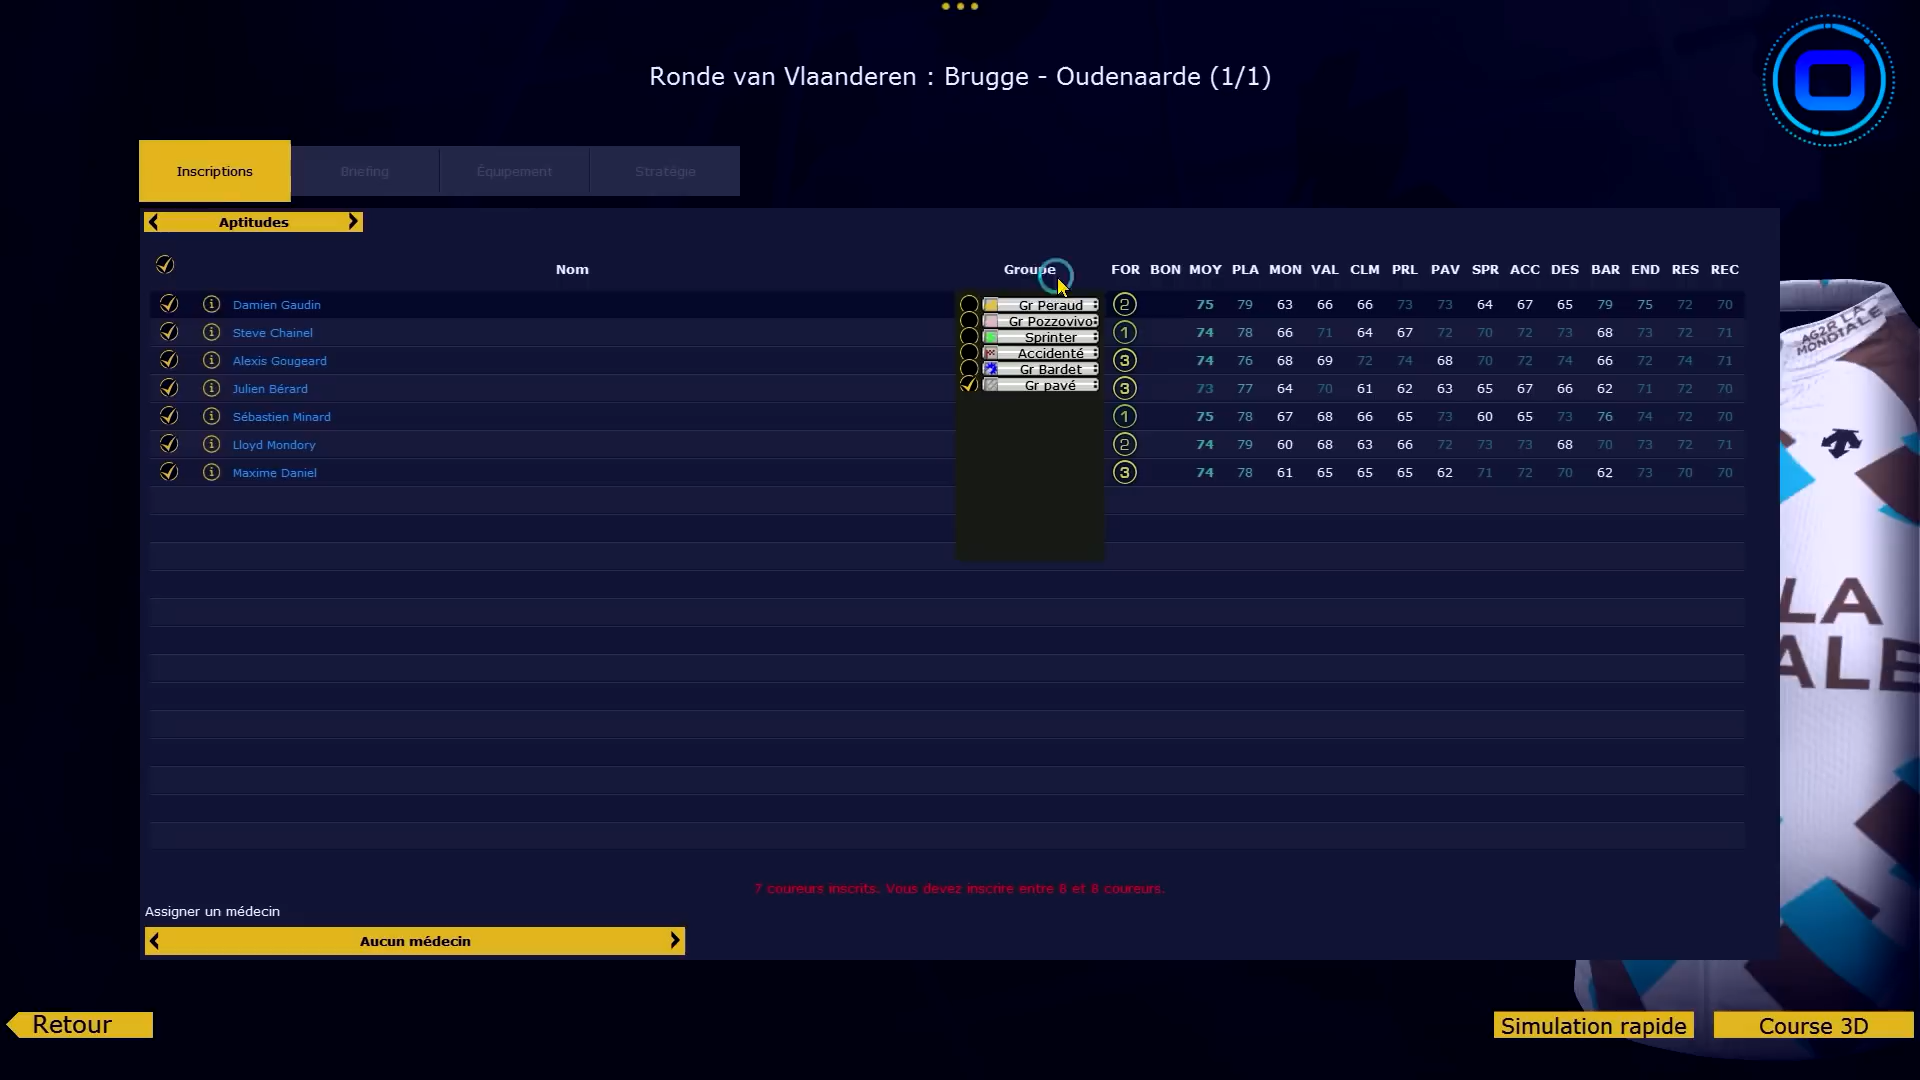 Ronde van Vlaanderen : Brugge - Oudenaarde (1/1)
Inscriptions Briefing Équipement Stratégie
Aptitudes
Nom Groupe FOR BON MOY PLA MON VAL CLM PRL PAV SPR ACC DES BAR END RES REC
Damien Gaudin Gr Peraud 2 75 79 63 66 66 73 73 64 67 65 79 75 72 70
Gr Pozzovivo
Steve Chainel Sprinter 1 74 78 66 71 64 67 72 70 72 73 68 73 72 71
Accidenté
Alexis Gougeard Gr Bardet 3 74 76 68 69 72 74 68 70 72 74 66 72 74 71
Julien Bérard Gr pavé 3 73 77 64 70 61 62 63 65 67 66 62 71 72 70
Sébastien Minard 1 75 78 67 68 66 65 73 60 65 73 76 74 72 70
Lloyd Mondory 2 74 79 60 68 63 66 72 73 73 68 70 73 72 71
Maxime Daniel 3 74 78 61 65 65 65 62 71 72 70 62 73 70 70
7 coureurs inscrits. Vous devez inscrire entre 8 et 8 coureurs.
Assigner un médecin
Aucun médecin
Retour Simulation rapide Course 3D
AG2R LA
MONDIALE
LA
ALE